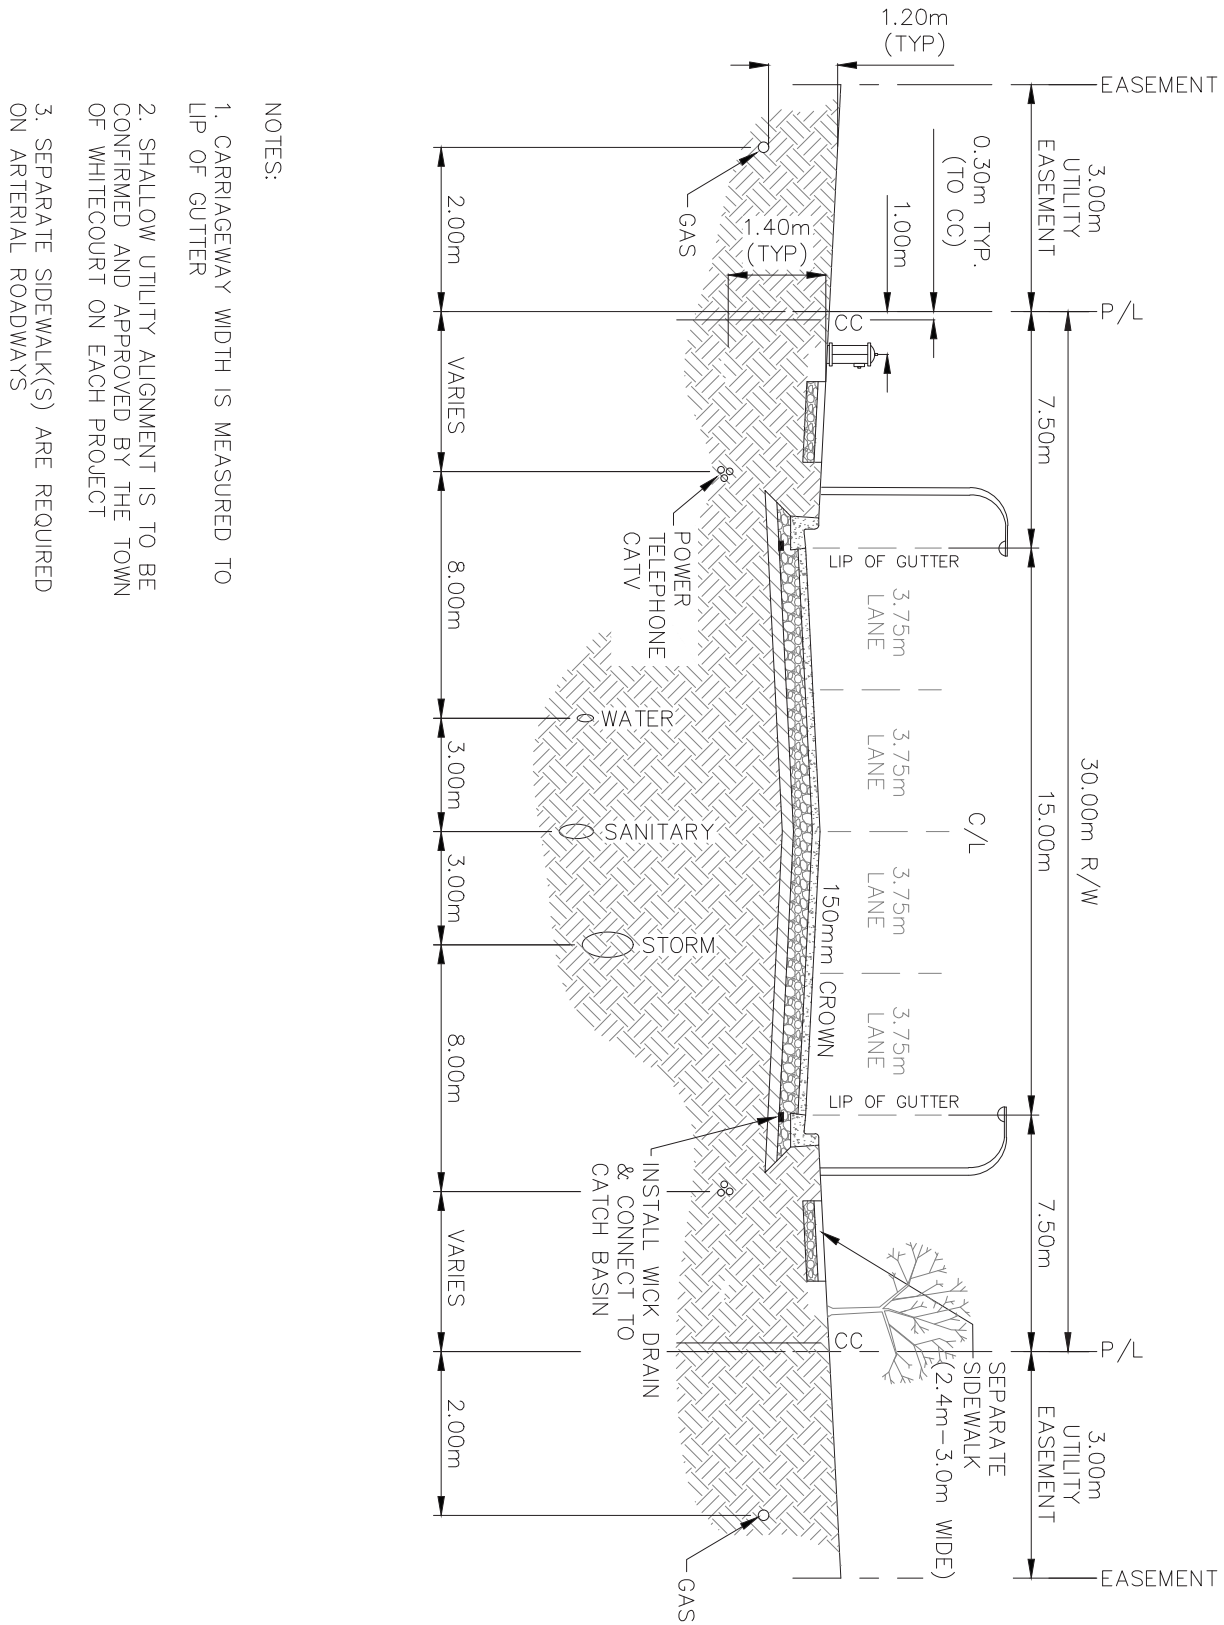 EASEMENT
3.00m
UTILITY
EASEMENT
P/L
30.00m R/W
7.50m
15.00m
7.50m
P/L
3.00m
UTILITY
EASEMENT
EASEMENT
1.20m
(TYP)
0.30m TYP.
(TO CC)
1.00m
1.40m
(TYP)
CC
LIP OF GUTTER
3.75m
LANE
3.75m
LANE
C/L
3.75m
LANE
3.75m
LANE
LIP OF GUTTER
150mm CROWN
SEPARATE
SIDEWALK
(2.4m-3.0m WIDE)
CC
GAS
POWER
TELEPHONE
CATV
WATER
SANITARY
STORM
INSTALL WICK DRAIN
& CONNECT TO
CATCH BASIN
GAS
2.00m
VARIES
8.00m
3.00m
3.00m
8.00m
VARIES
2.00m
NOTES:
1. CARRIAGEWAY WIDTH IS MEASURED TO
LIP OF GUTTER
2. SHALLOW UTILITY ALIGNMENT IS TO BE
CONFIRMED AND APPROVED BY THE TOWN
OF WHITECOURT ON EACH PROJECT
3. SEPARATE SIDEWALK(S) ARE REQUIRED
ON ARTERIAL ROADWAYS